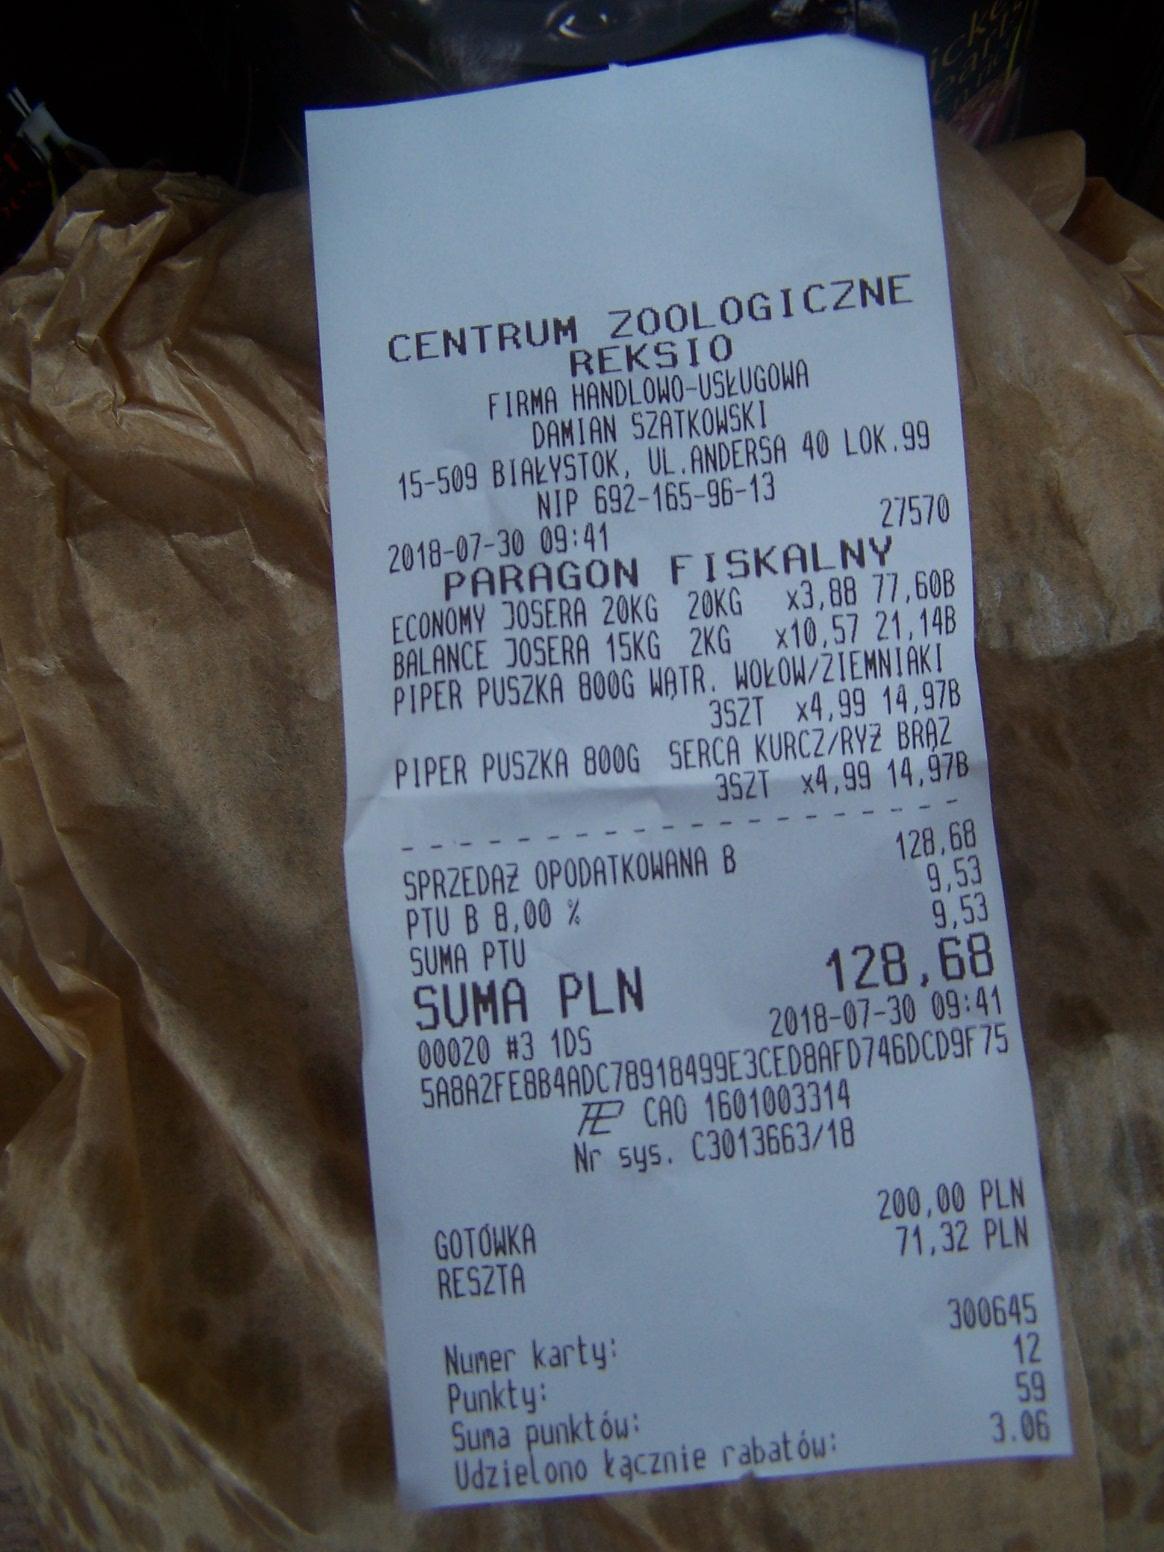 CENTRUM ZOOLOGICZNE
REKSIO
FIRMA HANDLOWO-USŁUGOWA
DAMIAN SZATKOWSKI
15-509 BIAŁYSTOK, UL.ANDERSA 40 LOK.99
NIP 692-165-96-13
2018-07-30 09:41 27570
PARAGON FISKALNY
ECONOMY JOSERA 20KG 20KG x3,88 77,60B
BALANCE JOSERA 15KG 2KG x10,57 21,14B
PIPER PUSZKA 800G WĄTR. WOŁOW/ZIEMNIAKI
3SZT x4,99 14,97B
PIPER PUSZKA 800G SERCA KURCZ/RYŻ BRĄZ
3SZT x4,99 14,97B
SPRZEDAŻ OPODATKOWANA B 128,68
PTU B 8,00 % 9,53
SUMA PTU 9,53
SUMA PLN 128,68
00020 #3 1DS 2018-07-30 09:41
5A8A2FE8B4ADC78918499E3CED8AFD746DCD9F75
CAO 1601003314
Nr sys. C3013663/18
GOTÓWKA 200,00 PLN
RESZTA 71,32 PLN
Numer karty: 300645
Punkty: 12
Suma punktów: 59
Udzielono łącznie rabatów: 3.06